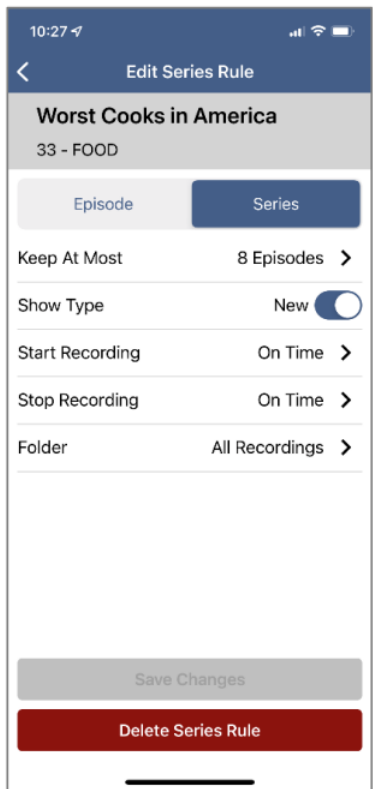 10:27
Edit Series Rule
Worst Cooks in America
33 - FOOD
Episode Series
Keep At Most 8 Episodes
Show Type New
Start Recording On Time
Stop Recording On Time
Folder All Recordings
Save Changes
Delete Series Rule